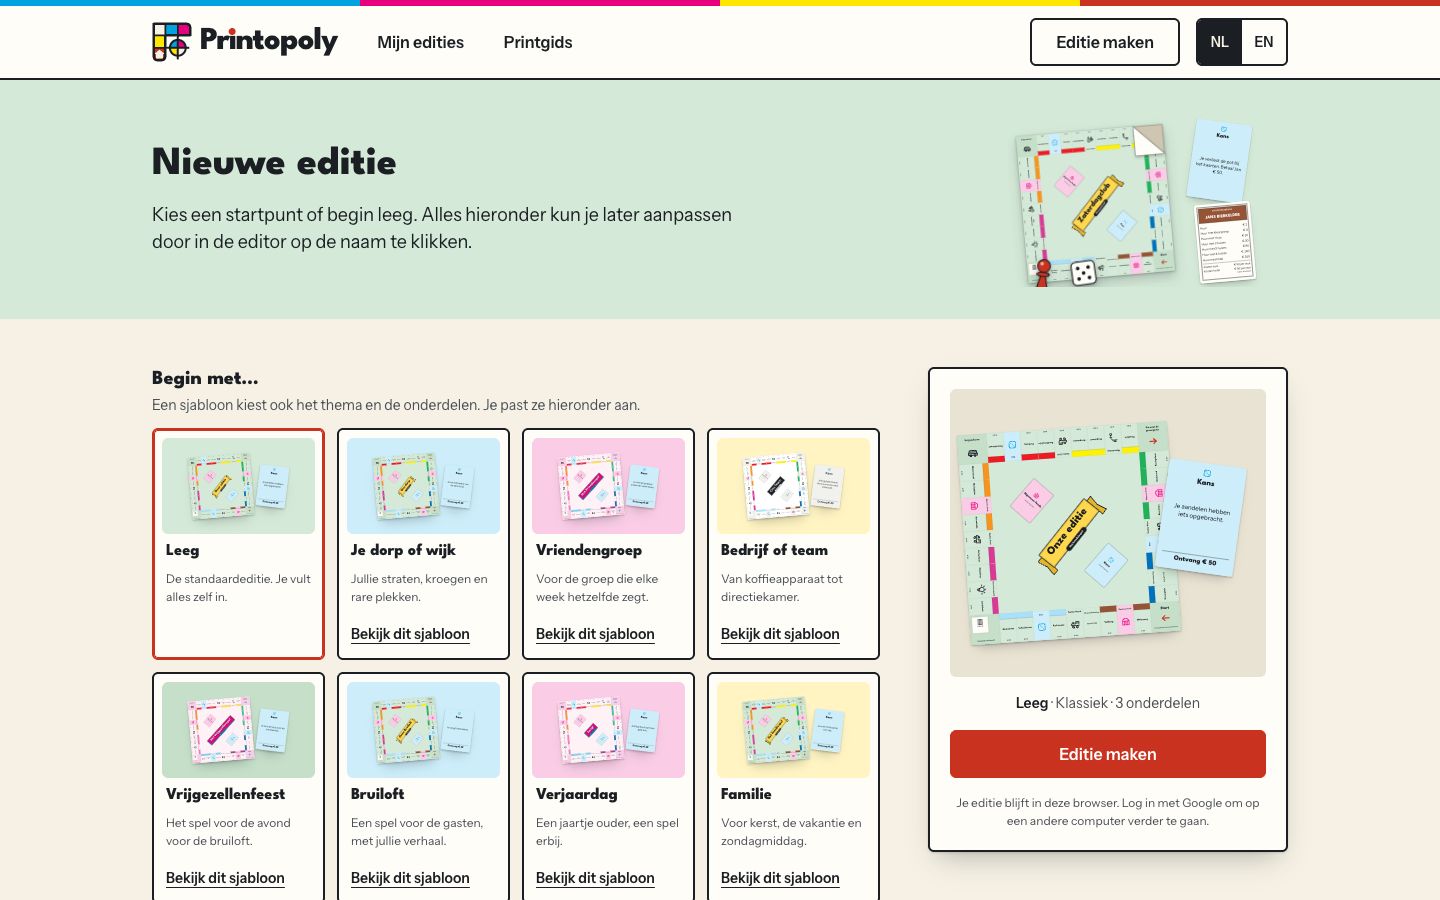 Printopoly
Mijn edities
Printgids
Editie maken
NL
EN
Nieuwe editie
Kies een startpunt of begin leeg. Alles hieronder kun je later aanpassen
door in de editor op de naam te klikken.
Zaterdagclub
Kans
Begin met...
Een sjabloon kiest ook het thema en de onderdelen. Je past ze hieronder aan.
Leeg
De standaardeditie. Je vult
alles zelf in.
Je dorp of wijk
Jullie straten, kroegen en
rare plekken.
Bekijk dit sjabloon
Vriendengroep
Voor de groep die elke
week hetzelfde zegt.
Bekijk dit sjabloon
Bedrijf of team
Van koffieapparaat tot
directiekamer.
Bekijk dit sjabloon
Vrijgezellenfeest
Het spel voor de avond
voor de bruiloft.
Bekijk dit sjabloon
Bruiloft
Een spel voor de gasten,
met jullie verhaal.
Bekijk dit sjabloon
Verjaardag
Een jaartje ouder, een spel
erbij.
Bekijk dit sjabloon
Familie
Voor kerst, de vakantie en
zondagmiddag.
Bekijk dit sjabloon
Onze editie
Kans
Je aandelen hebben
iets opgebracht.
Ontvang € 50
Start
Leeg · Klassiek · 3 onderdelen
Editie maken
Je editie blijft in deze browser. Log in met Google om op
een andere computer verder te gaan.